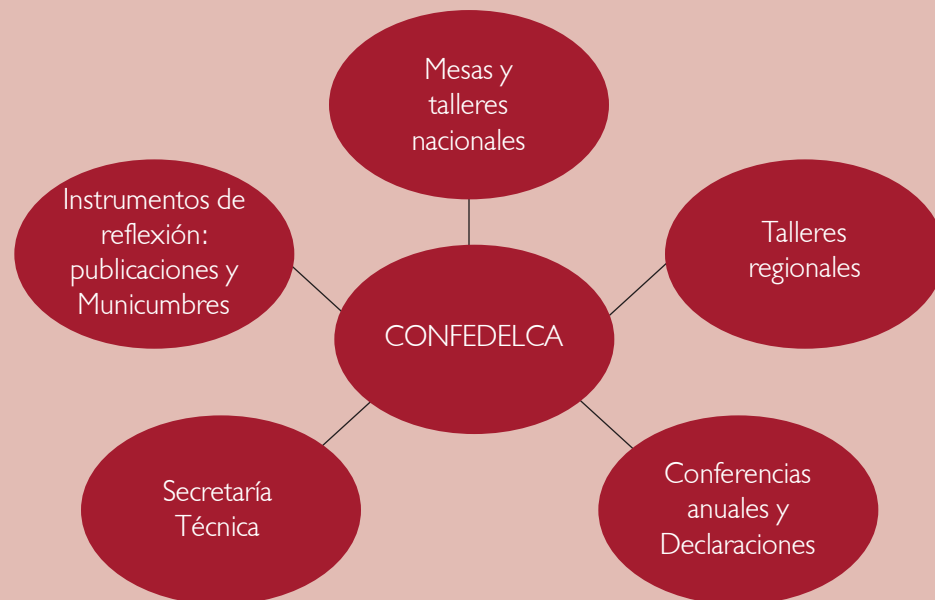 Mesas y
talleres
nacionales
Instrumentos de
reflexión:
publicaciones y
Municumbres
Talleres
regionales
CONFEDELCA
Secretaría
Técnica
Conferencias
anuales y
Declaraciones